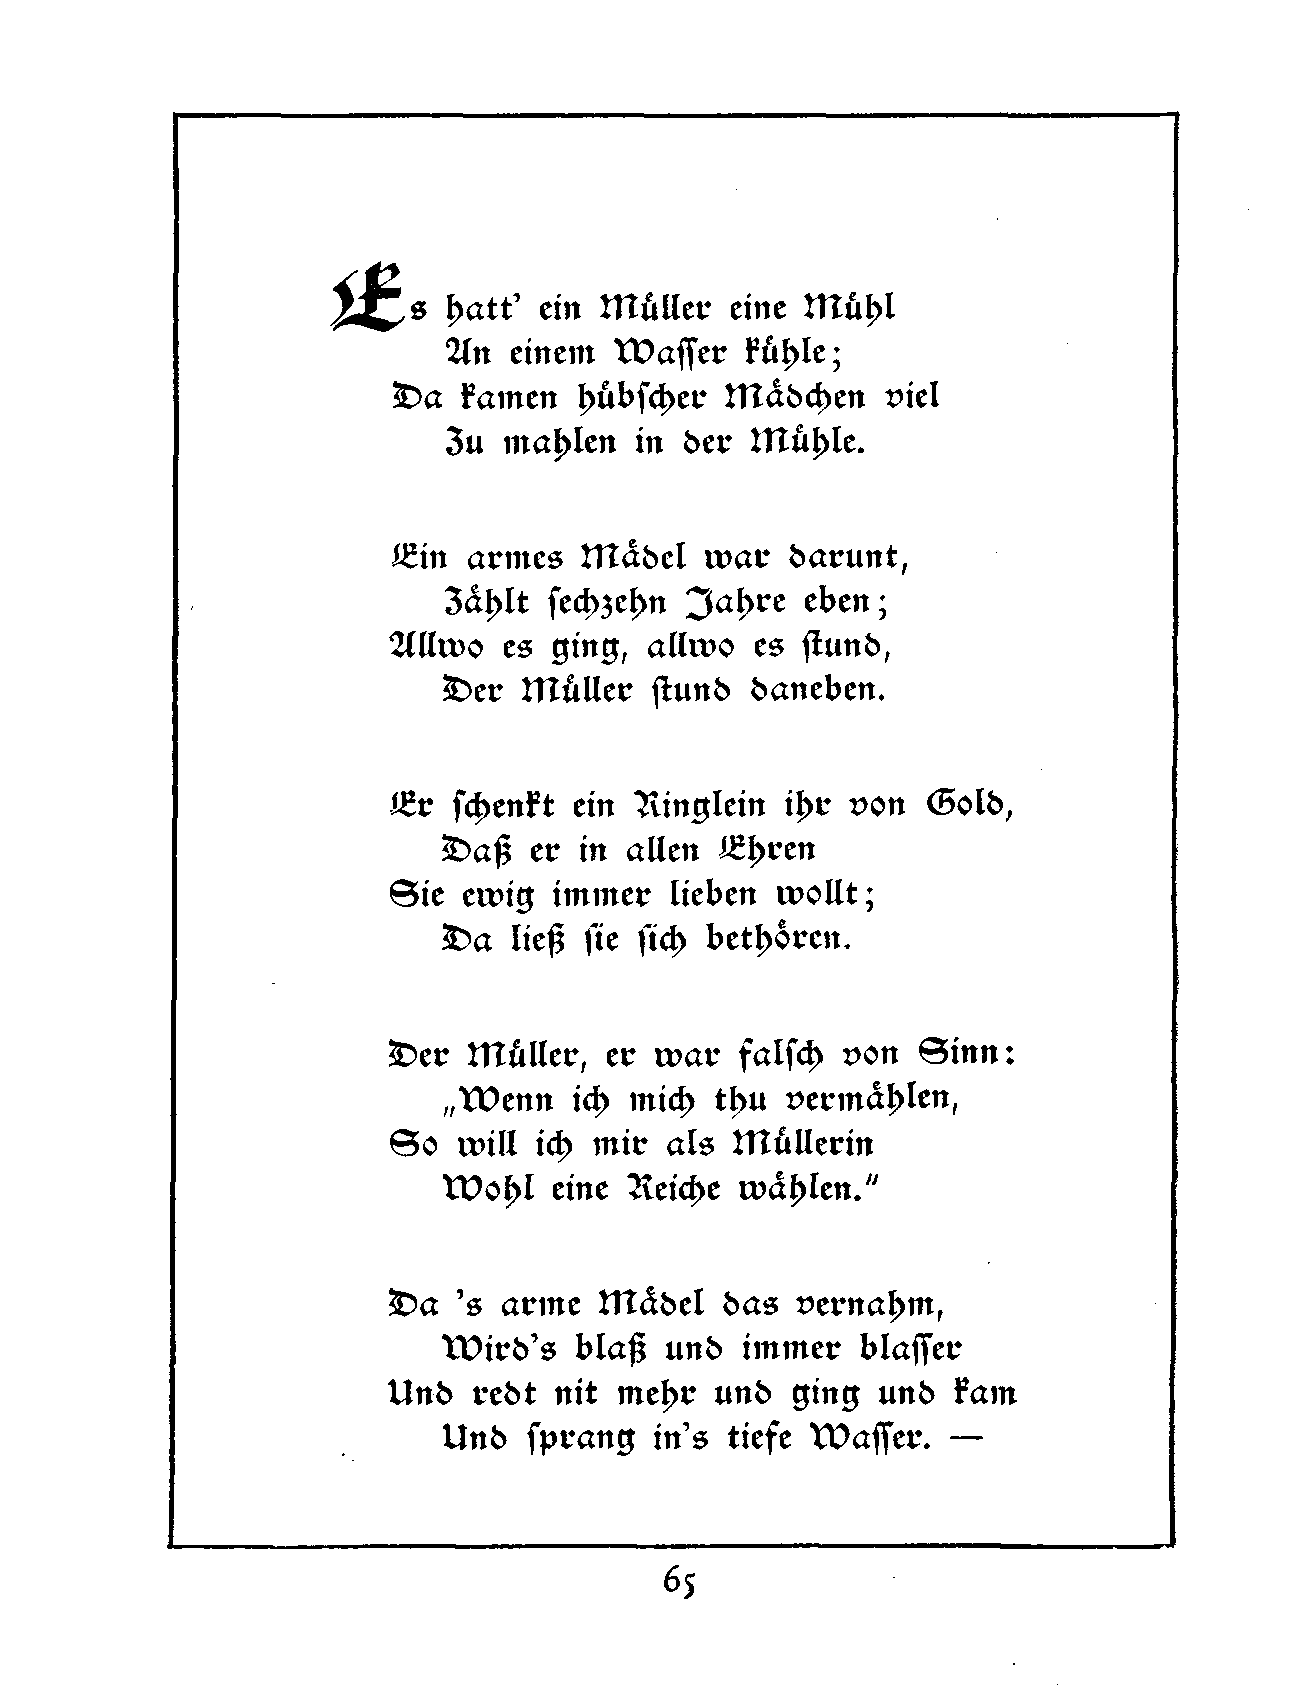 Es hatt' ein Müller eine Mühl
An einem Waſſer kühle;
Da kamen hübſcher Mädchen viel
Zu mahlen in der Mühle.
Ein armes Mädel war darunt,
Zählt ſechzehn Jahre eben;
Allwo es ging, allwo es ſtund,
Der Müller ſtund daneben.
Er ſchenkt ein Ringlein ihr von Gold,
Daß er in allen Ehren
Sie ewig immer lieben wollt;
Da ließ ſie ſich bethören.
Der Müller, er war falſch von Sinn:
„Wenn ich mich thu vermählen,
So will ich mir als Müllerin
Wohl eine Reiche wählen."
Da 's arme Mädel das vernahm,
Wird's blaß und immer blaſſer
Und redt nit mehr und ging und kam
Und ſprang in's tiefe Waſſer. —
65